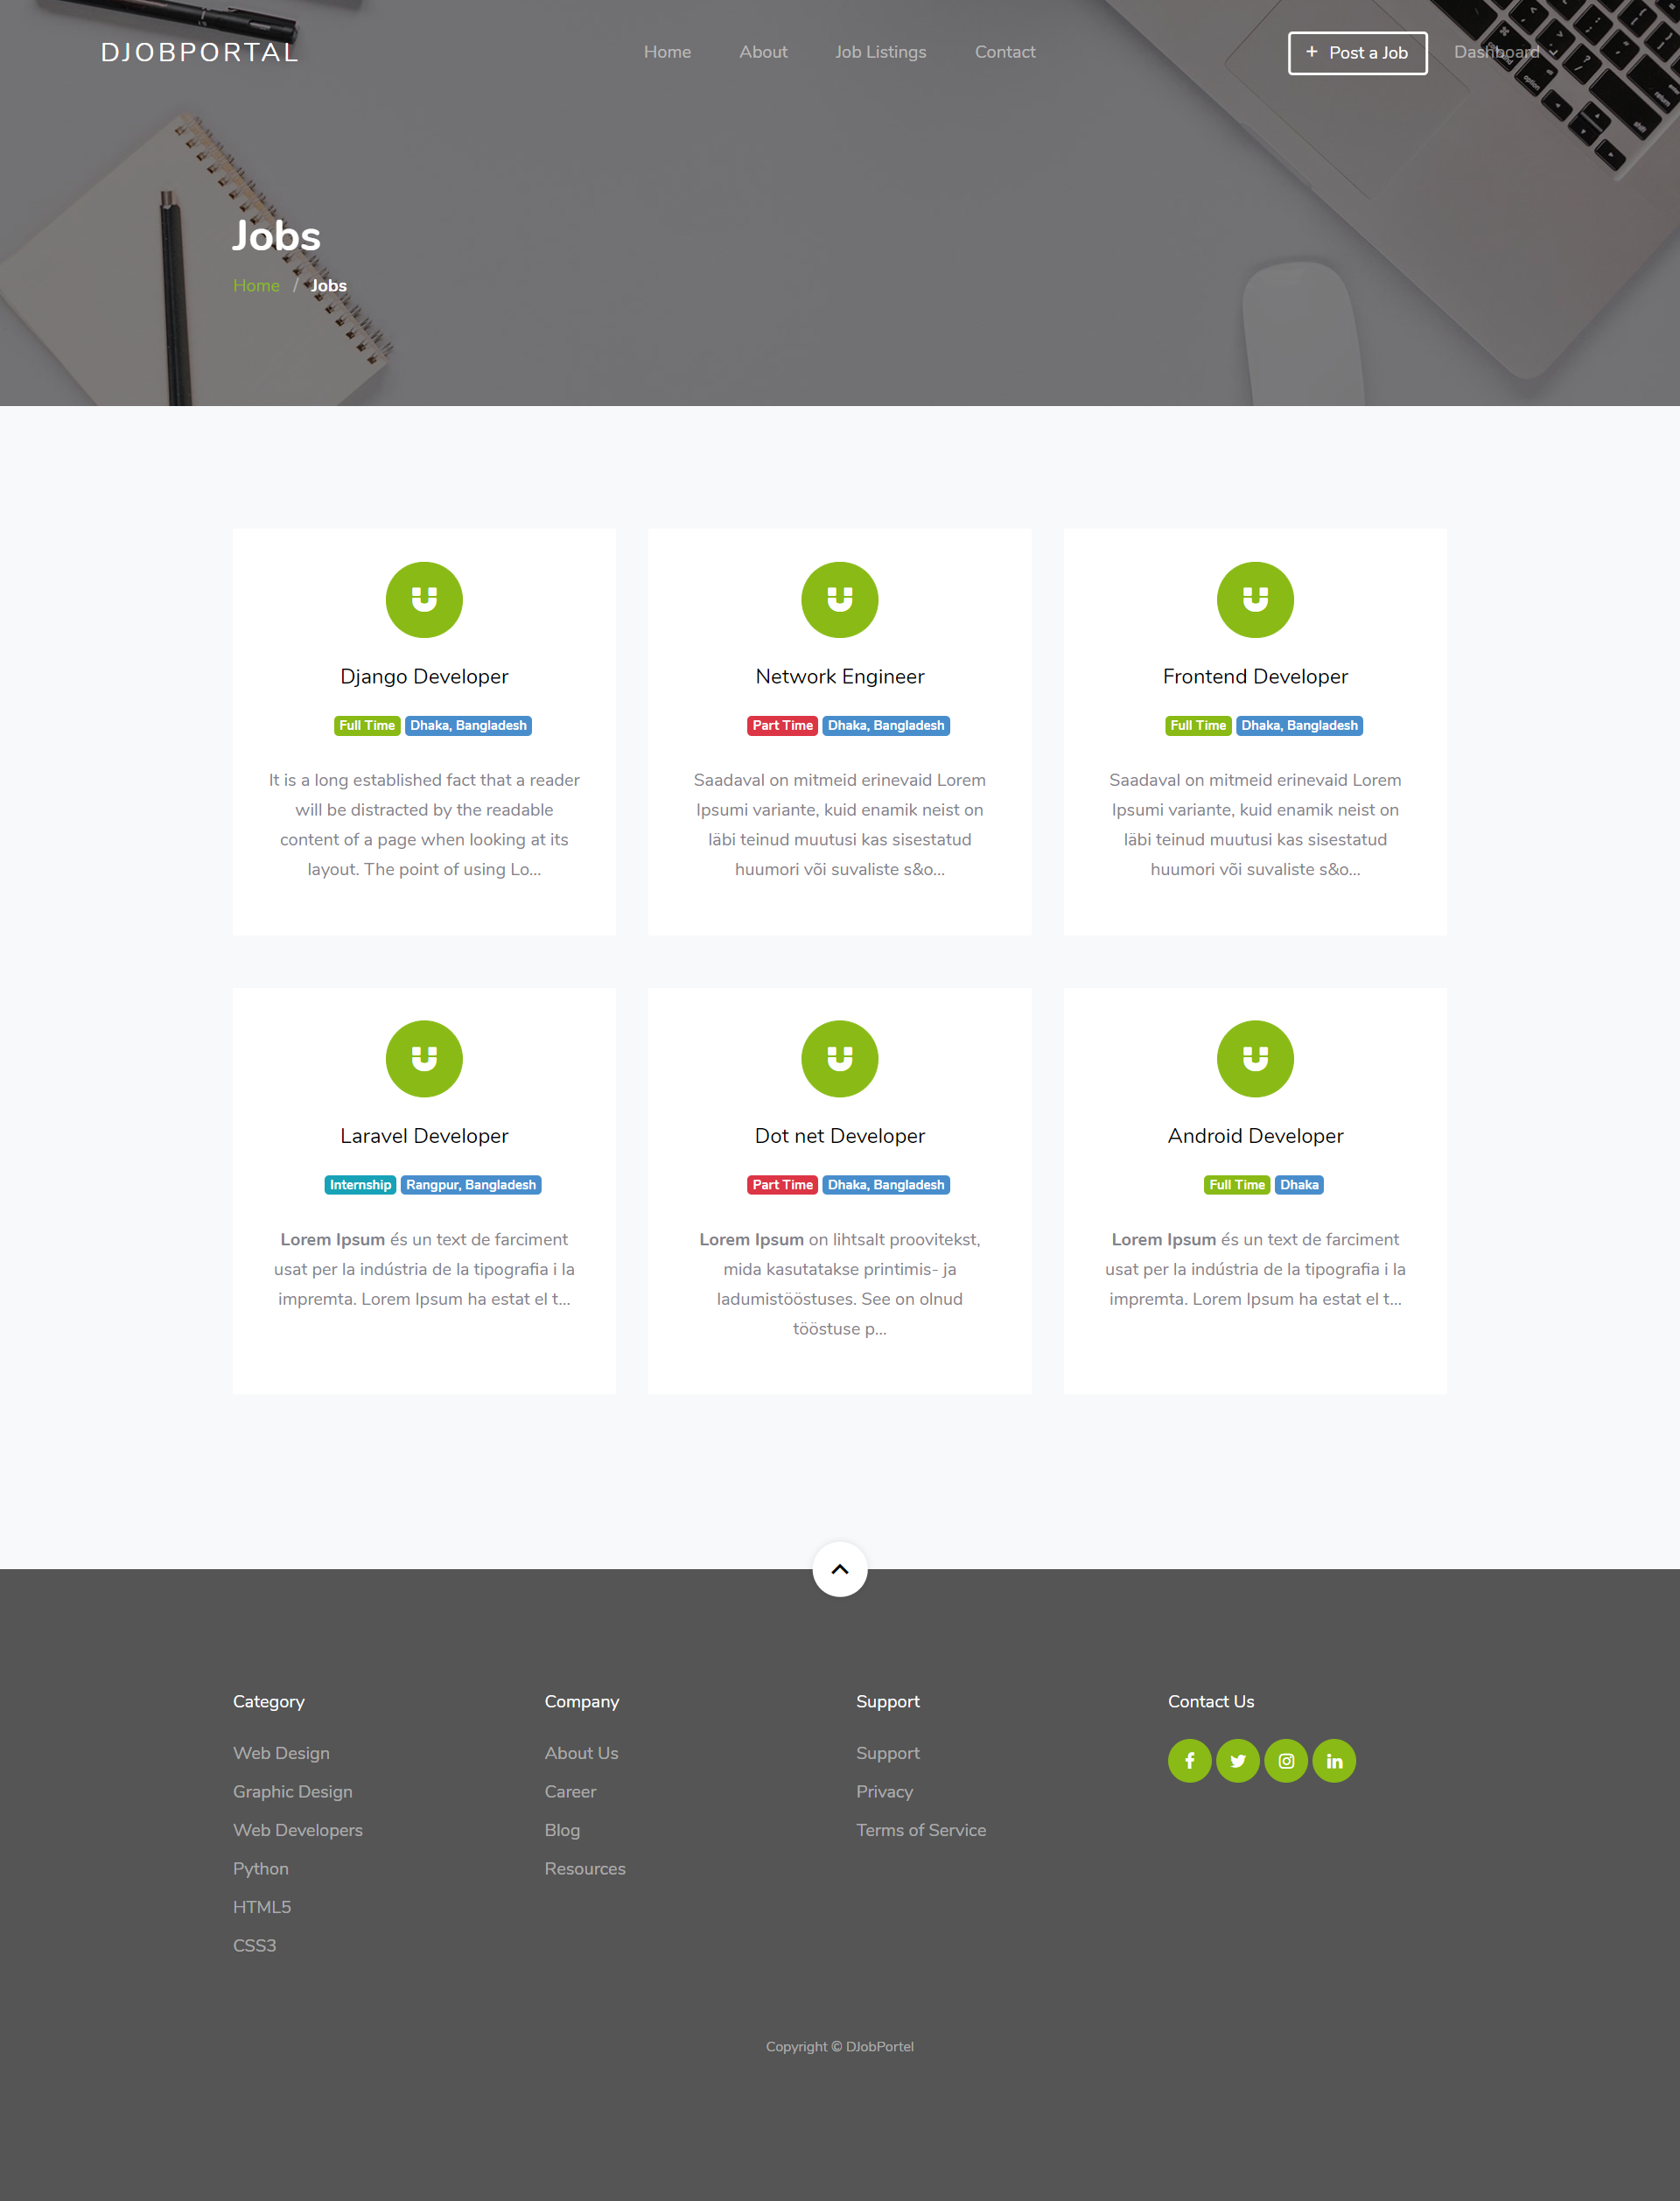 DJOBPORTAL
Home
About
Job Listings
Contact
+ Post a Job
Dashboard
Jobs
Home / Jobs
Django Developer
Full Time Dhaka, Bangladesh
It is a long established fact that a reader
will be distracted by the readable
content of a page when looking at its
layout. The point of using Lo...
Network Engineer
Part Time Dhaka, Bangladesh
Saadaval on mitmeid erinevaid Lorem
Ipsumi variante, kuid enamik neist on
läbi teinud muutusi kas sisestatud
huumori või suvaliste s&o...
Frontend Developer
Full Time Dhaka, Bangladesh
Saadaval on mitmeid erinevaid Lorem
Ipsumi variante, kuid enamik neist on
läbi teinud muutusi kas sisestatud
huumori või suvaliste s&o...
Laravel Developer
Internship Rangpur, Bangladesh
Lorem Ipsum és un text de farciment
usat per la indústria de la tipografia i la
impremta. Lorem Ipsum ha estat el t...
Dot net Developer
Part Time Dhaka, Bangladesh
Lorem Ipsum on lihtsalt proovitekst,
mida kasutatakse printimis- ja
ladumistööstuses. See on olnud
tööstuse p...
Android Developer
Full Time Dhaka
Lorem Ipsum és un text de farciment
usat per la indústria de la tipografia i la
impremta. Lorem Ipsum ha estat el t...
Category
Web Design
Graphic Design
Web Developers
Python
HTML5
CSS3
Company
About Us
Career
Blog
Resources
Support
Support
Privacy
Terms of Service
Contact Us
Copyright © DJobPortel